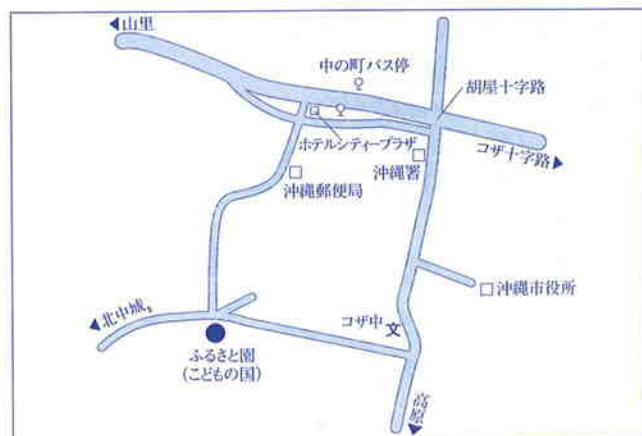 ◀山里
中の町バス停
胡屋十字路
ホテルシティープラザ
コザ十字路▶
沖縄署
沖縄郵便局
沖縄市役所
◀北中城
コザ中 文
ふるさと園
(こどもの国)
高原▼